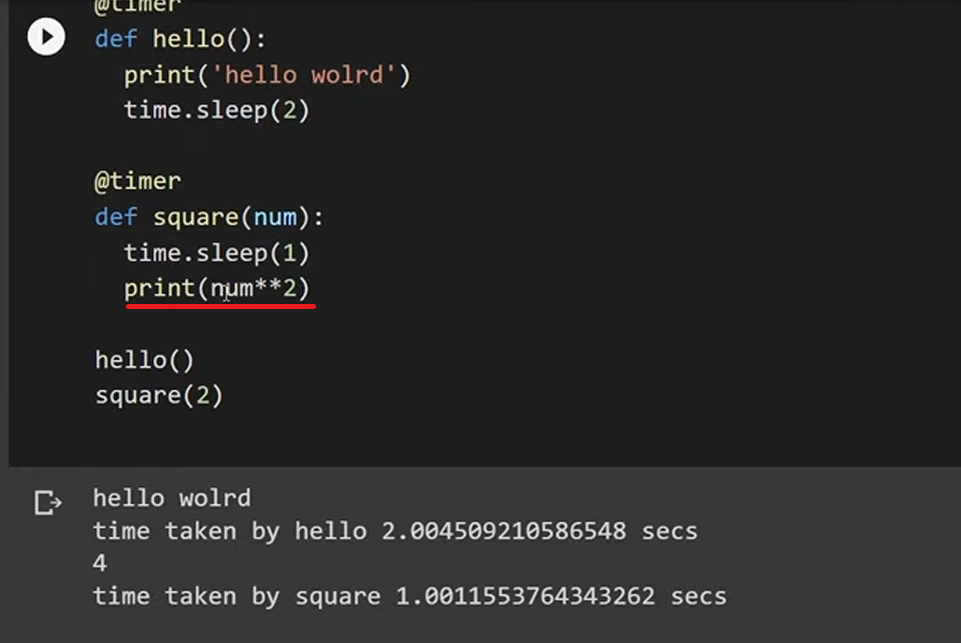 @timer
def hello():
  print('hello wolrd')
  time.sleep(2)

@timer
def square(num):
  time.sleep(1)
  print(num**2)

hello()
square(2)

hello wolrd
time taken by hello 2.004509210586548 secs
4
time taken by square 1.0011553764343262 secs